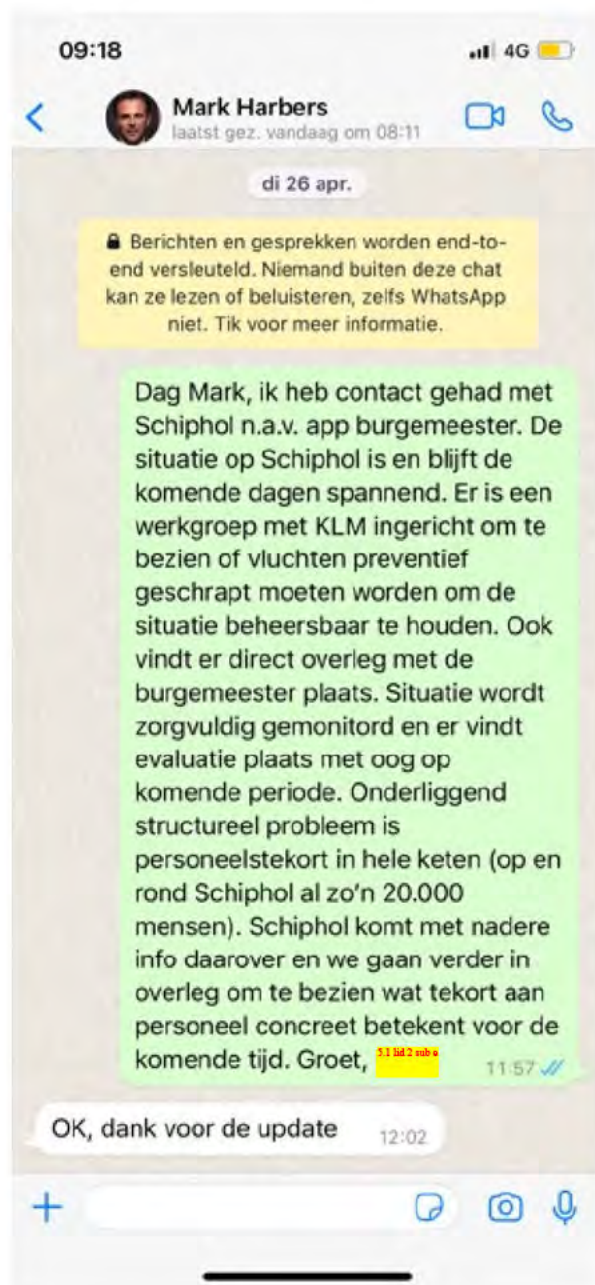 09:18
4G
Mark Harbers
laatst gez. vandaag om 08:11
di 26 apr.
Berichten en gesprekken worden end-to-
end versleuteld. Niemand buiten deze chat
kan ze lezen of beluisteren, zelfs WhatsApp
niet. Tik voor meer informatie.
Dag Mark, ik heb contact gehad met
Schiphol n.a.v. app burgemeester. De
situatie op Schiphol is en blijft de
komende dagen spannend. Er is een
werkgroep met KLM ingericht om te
bezien of vluchten preventief
geschrapt moeten worden om de
situatie beheersbaar te houden. Ook
vindt er direct overleg met de
burgemeester plaats. Situatie wordt
zorgvuldig gemonitord en er vindt
evaluatie plaats met oog op
komende periode. Onderliggend
structureel probleem is
personeelstekort in hele keten (op en
rond Schiphol al zo'n 20.000
mensen). Schiphol komt met nadere
info daarover en we gaan verder in
overleg om te bezien wat tekort aan
personeel concreet betekent voor de
komende tijd. Groet, 5.1 lid 2 sub e
11:57
OK, dank voor de update
12:02